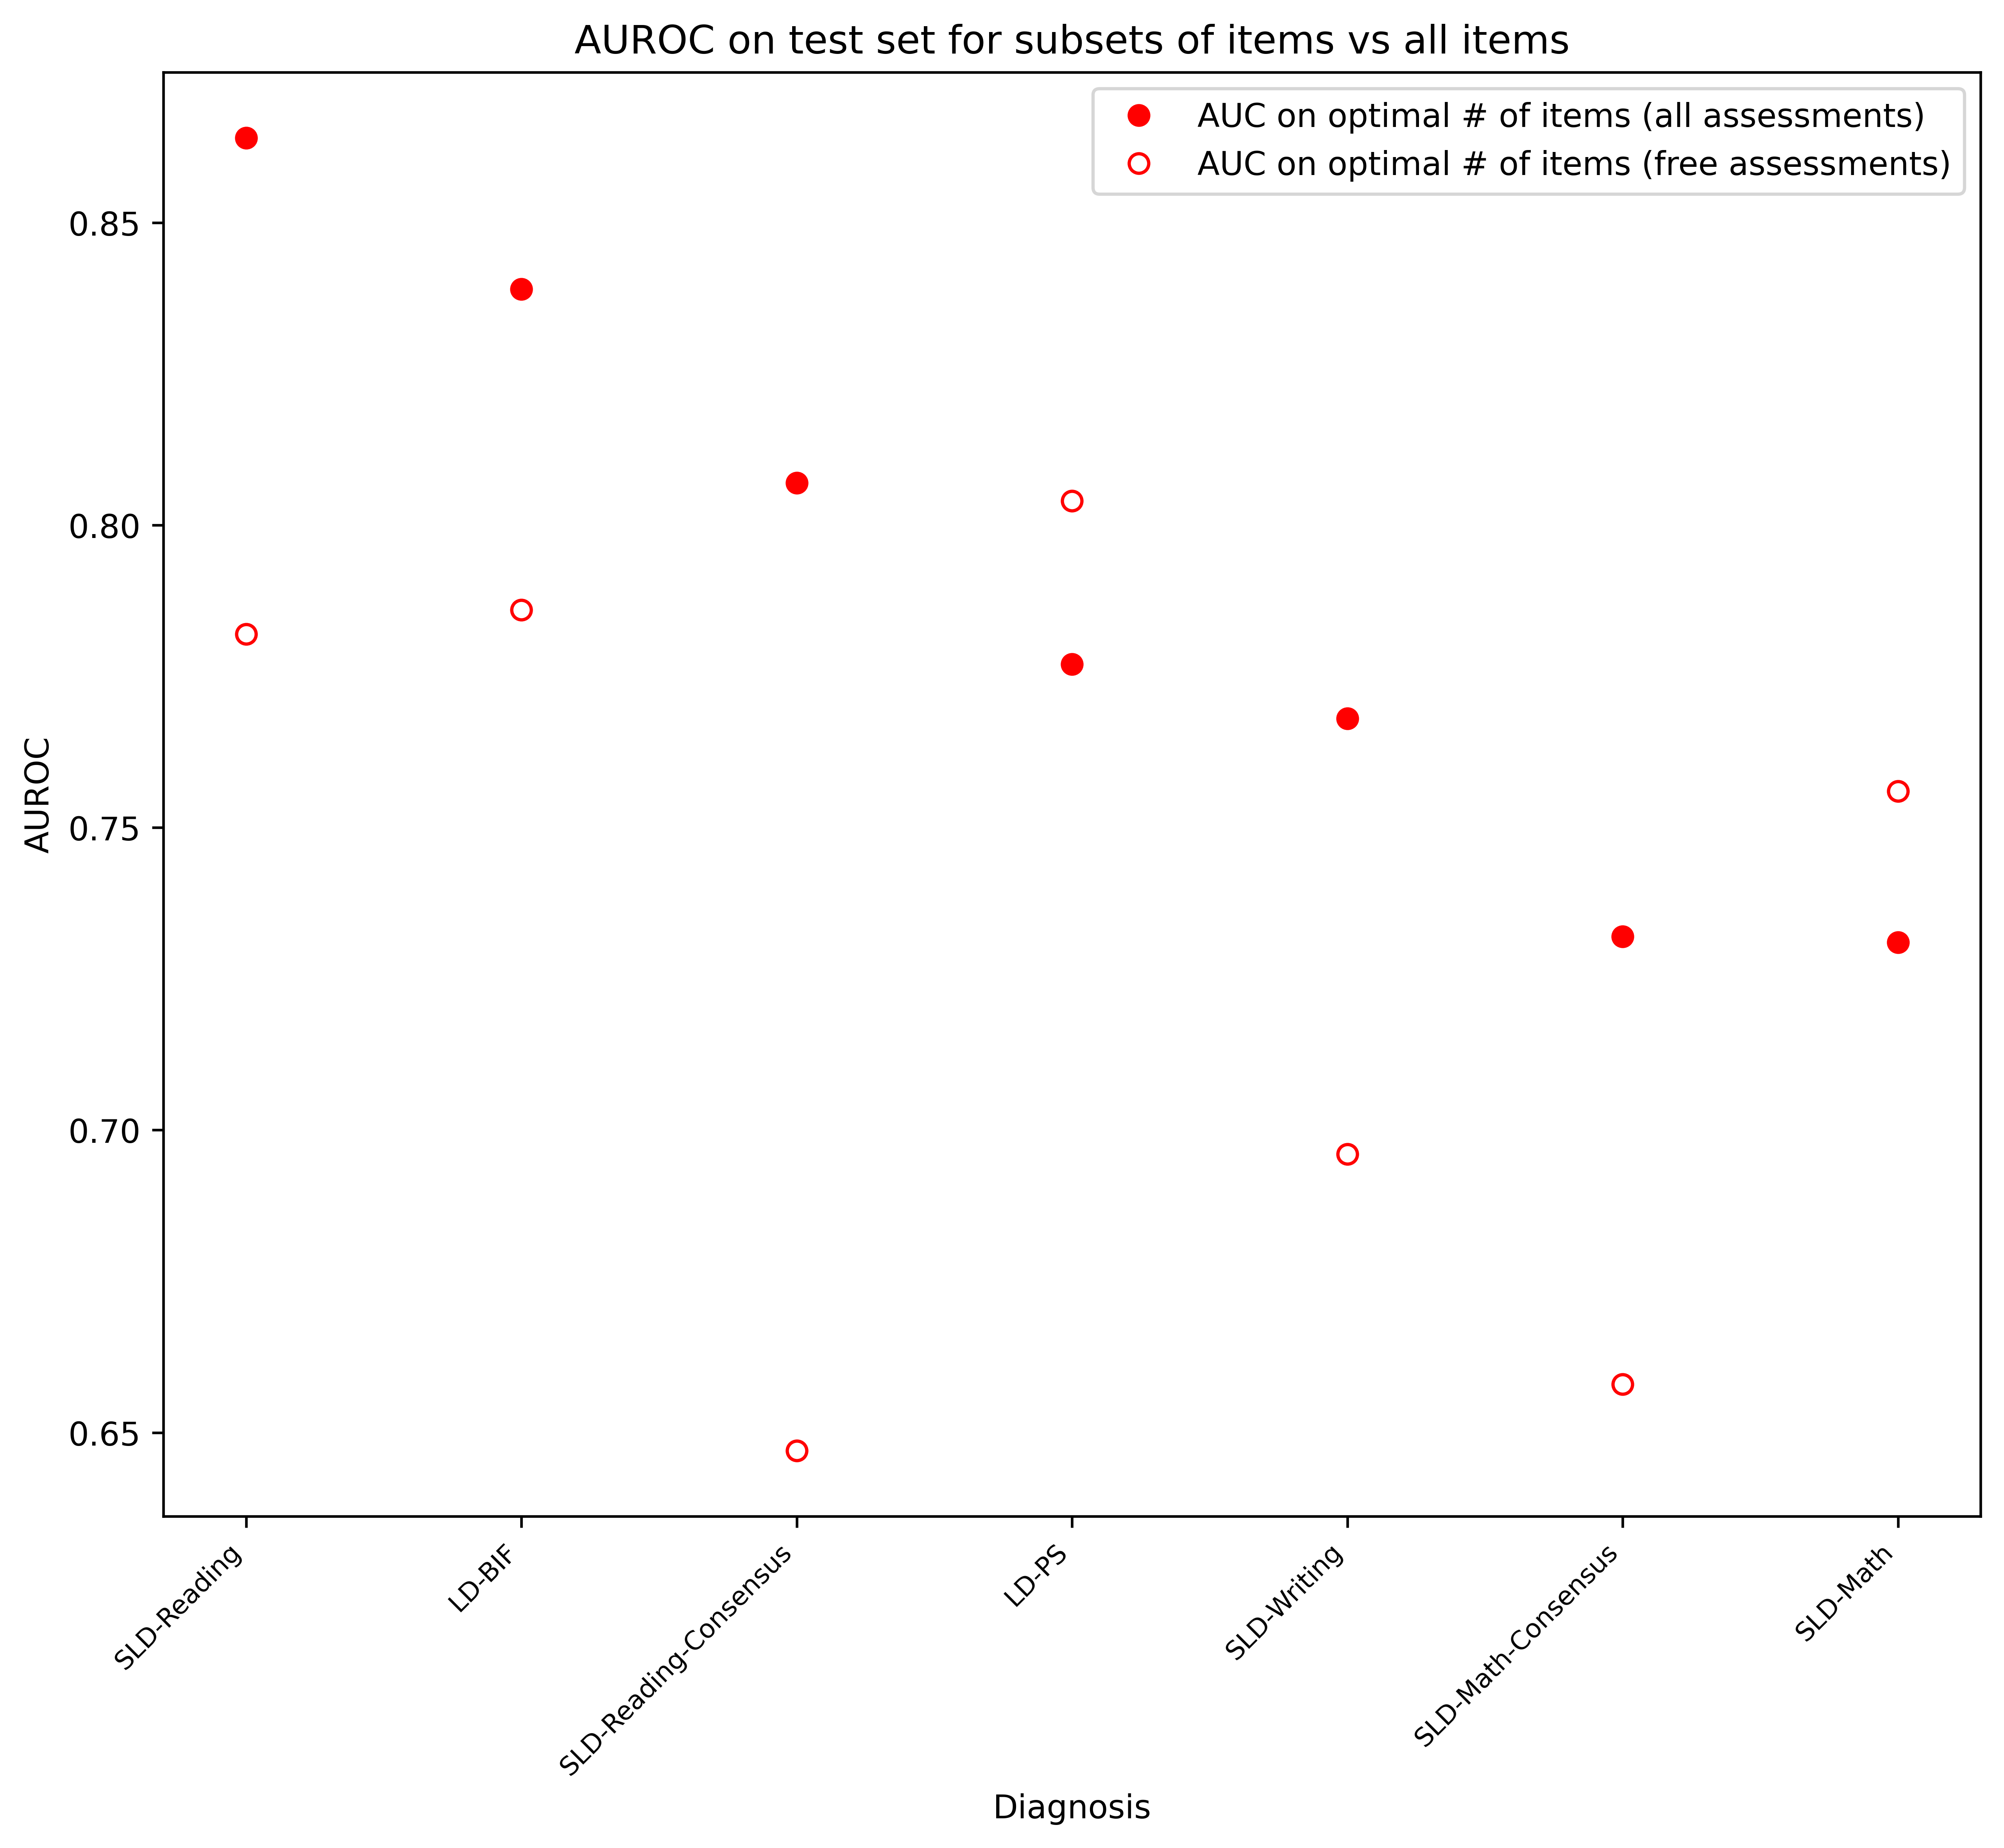 AUROC on test set for subsets of items vs all items
AUC on optimal # of items (all assessments)
AUC on optimal # of items (free assessments)
AUROC
0.85
0.80
0.75
0.70
0.65
SLD-Reading
LD-BIF
SLD-Reading-Consensus
LD-PS
SLD-Writing
SLD-Math-Consensus
SLD-Math
Diagnosis